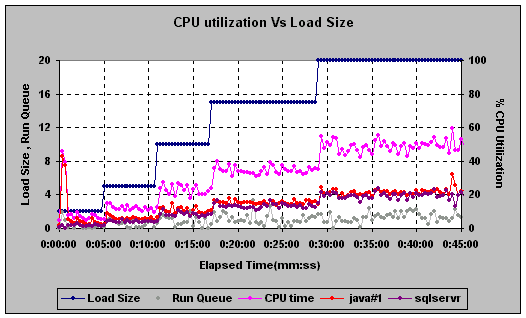 CPU utilization Vs Load Size
20
16
12
8
4
0
Load Size , Run Queue
100
80
60
40
20
0
% CPU Utilization
0:00:00 0:05:00 0:10:00 0:15:00 0:20:00 0:25:00 0:30:00 0:35:00 0:40:00 0:45:00
Elapsed Time(mm:ss)
Load Size Run Queue CPU time java#1 sqlservr